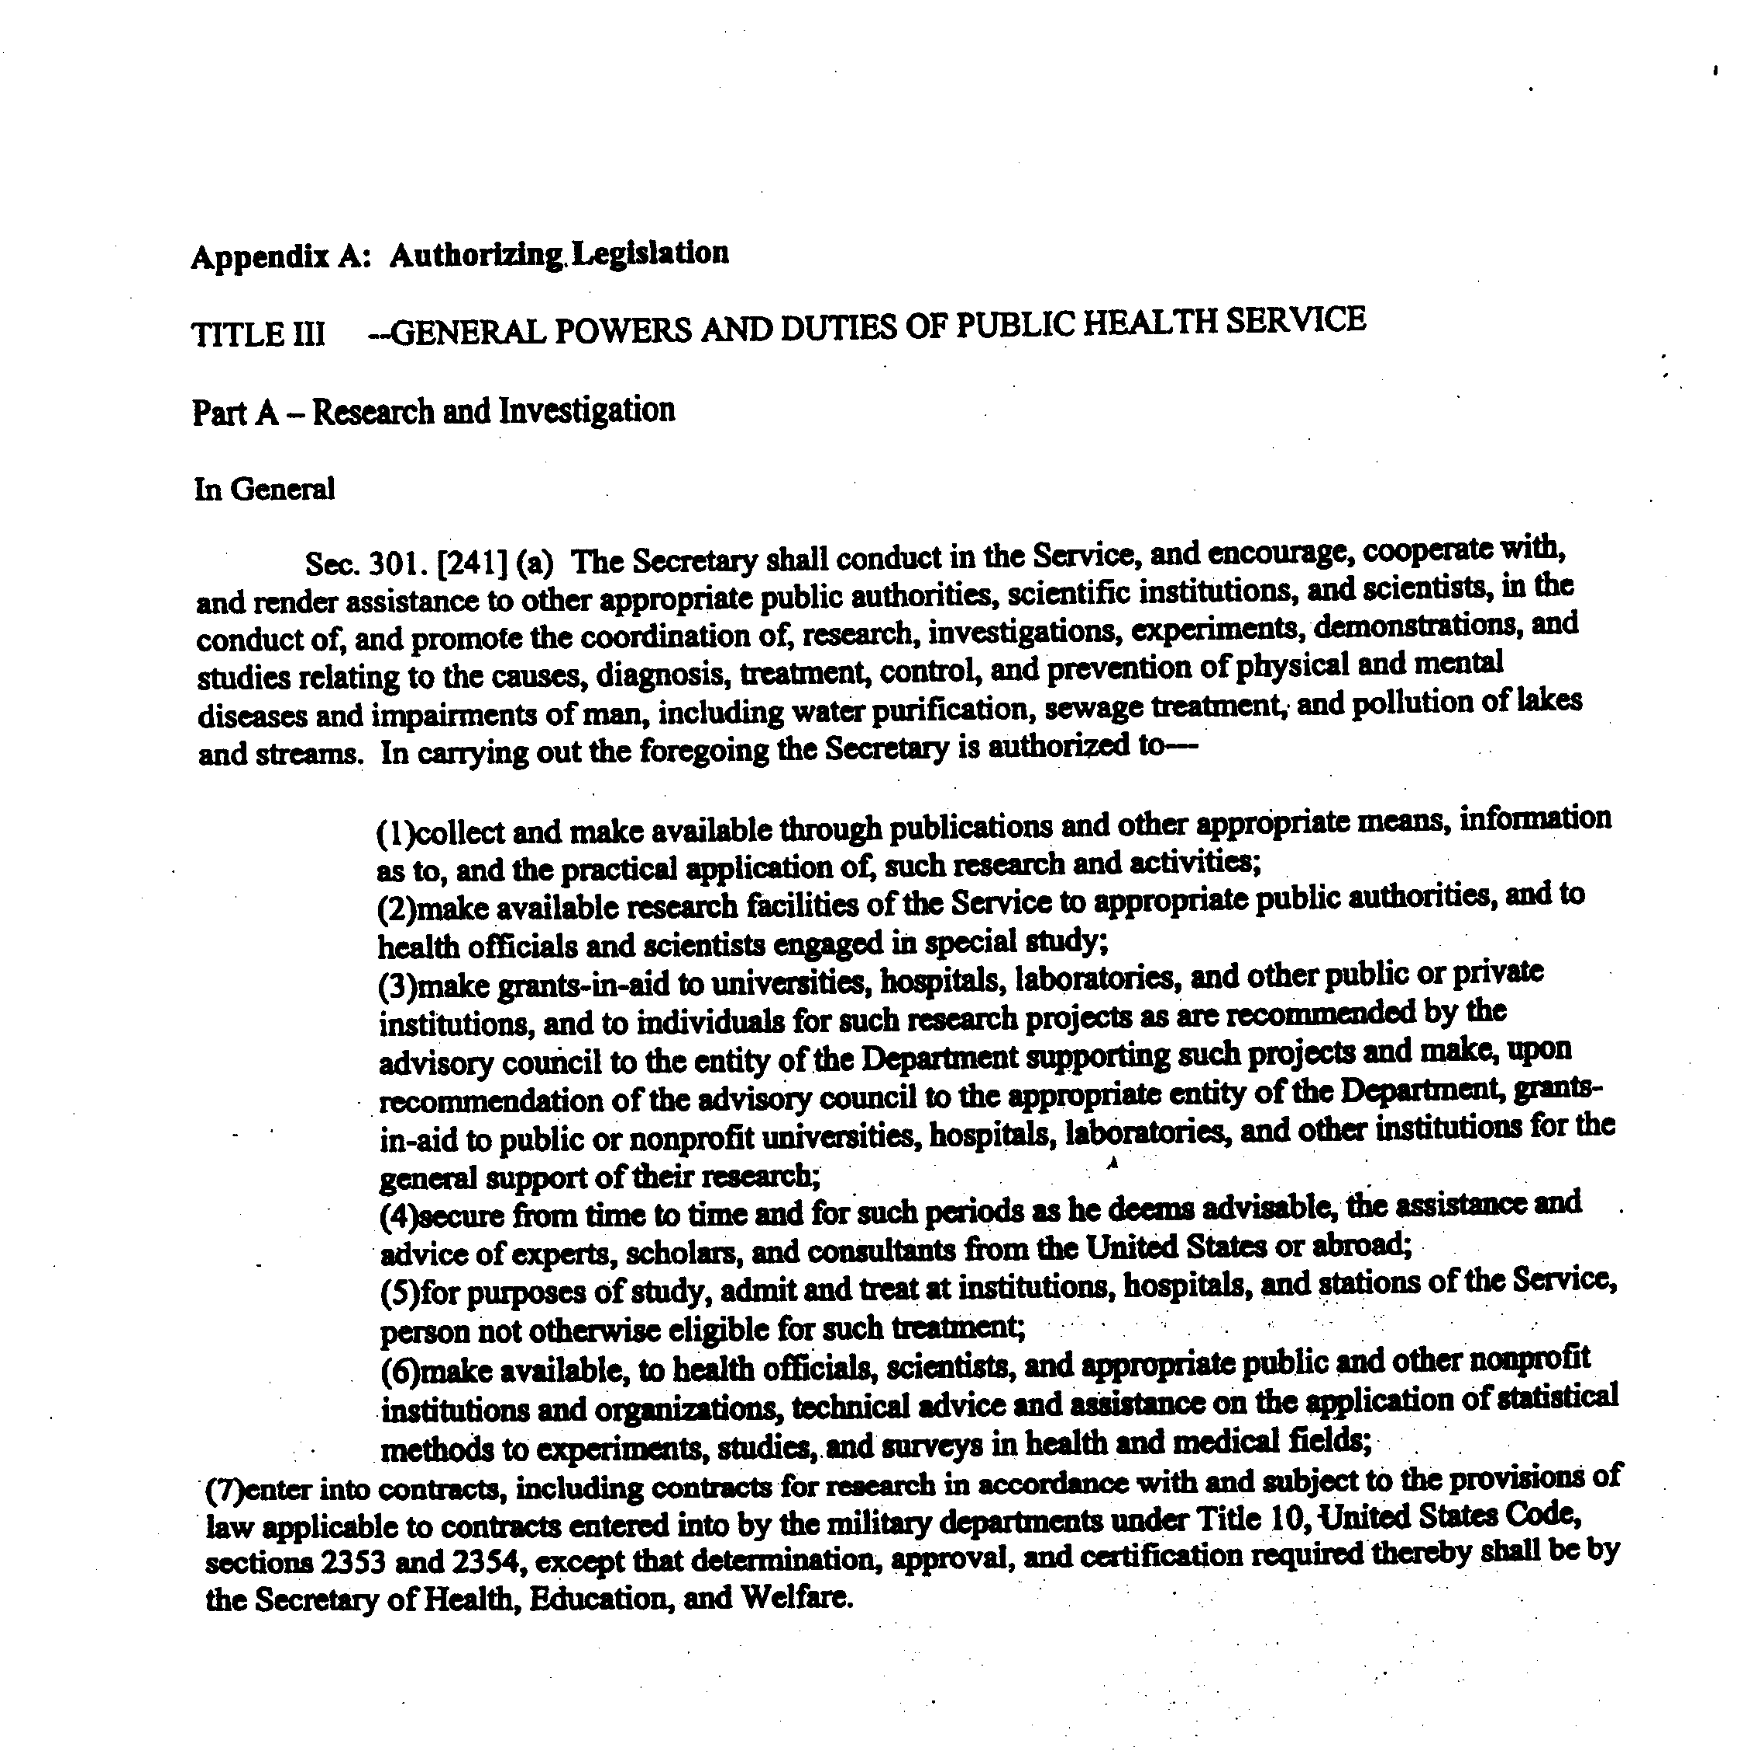 Appendix A: Authorizing Legislation
TITLE III --GENERAL POWERS AND DUTIES OF PUBLIC HEALTH SERVICE
Part A – Research and Investigation
In General
Sec. 301. [241] (a) The Secretary shall conduct in the Service, and encourage, cooperate with,
and render assistance to other appropriate public authorities, scientific institutions, and scientists, in the
conduct of, and promote the coordination of, research, investigations, experiments, demonstrations, and
studies relating to the causes, diagnosis, treatment, control, and prevention of physical and mental
diseases and impairments of man, including water purification, sewage treatment, and pollution of lakes
and streams. In carrying out the foregoing the Secretary is authorized to—
(1)collect and make available through publications and other appropriate means, information
as to, and the practical application of, such research and activities;
(2)make available research facilities of the Service to appropriate public authorities, and to
health officials and scientists engaged in special study;
(3)make grants-in-aid to universities, hospitals, laboratories, and other public or private
institutions, and to individuals for such research projects as are recommended by the
advisory council to the entity of the Department supporting such projects and make, upon
recommendation of the advisory council to the appropriate entity of the Department, grants-
in-aid to public or nonprofit universities, hospitals, laboratories, and other institutions for the
general support of their research;
(4)secure from time to time and for such periods as he deems advisable, the assistance and
advice of experts, scholars, and consultants from the United States or abroad;
(5)for purposes of study, admit and treat at institutions, hospitals, and stations of the Service,
person not otherwise eligible for such treatment;
(6)make available, to health officials, scientists, and appropriate public and other nonprofit
institutions and organizations, technical advice and assistance on the application of statistical
methods to experiments, studies, and surveys in health and medical fields;
(7)enter into contracts, including contracts for research in accordance with and subject to the provisions of
law applicable to contracts entered into by the military departments under Title 10, United States Code,
sections 2353 and 2354, except that determination, approval, and certification required thereby shall be by
the Secretary of Health, Education, and Welfare.